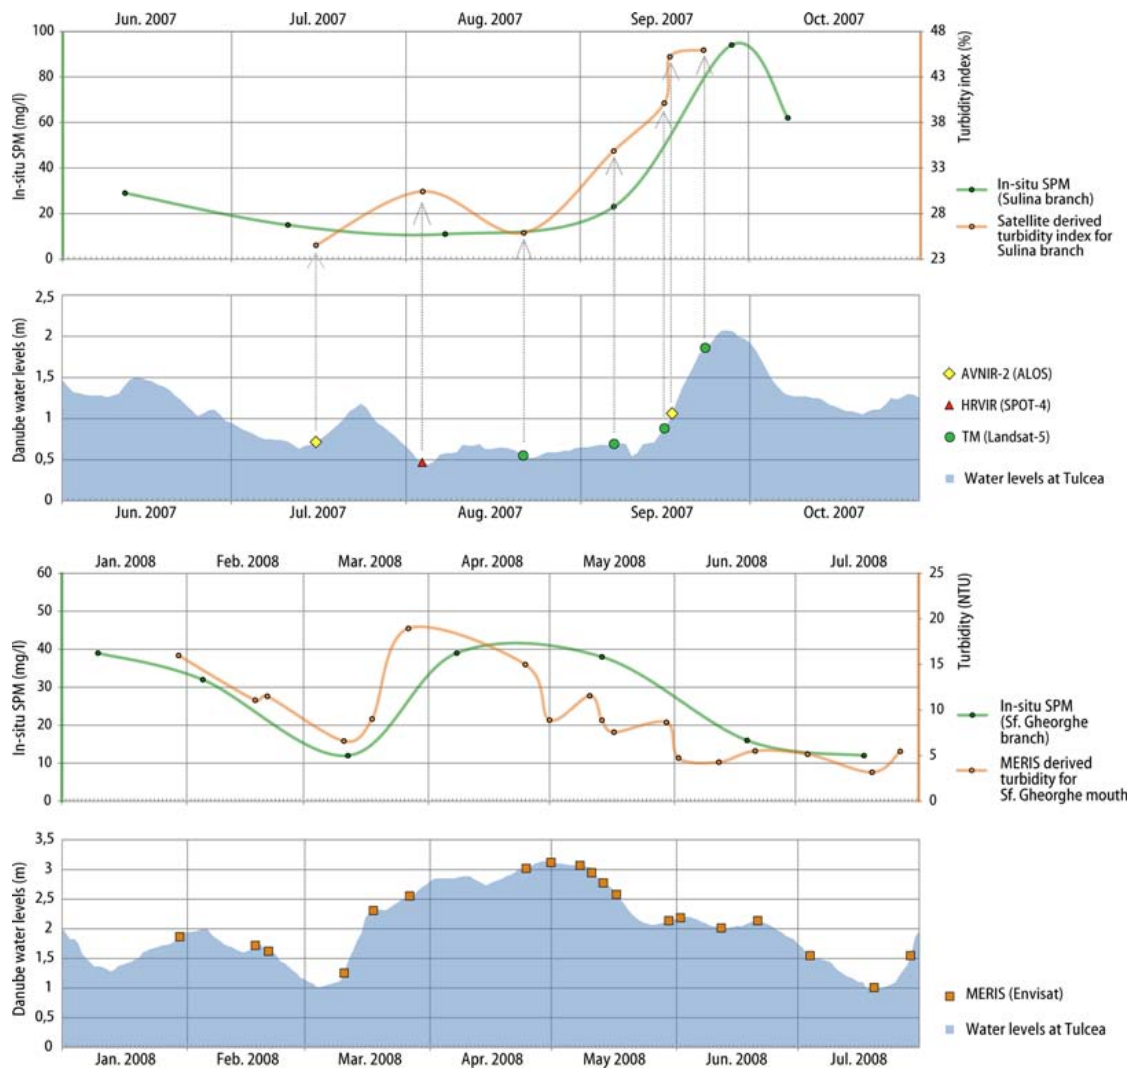 Jun. 2007 Jul. 2007 Aug. 2007 Sep. 2007 Oct. 2007
In-situ SPM (mg/l)
100
80
60
40
20
0
Turbidity index (%)
48
43
38
33
28
23
In-situ SPM
(Sulina branch)
Satellite derived
turbidity index for
Sulina branch
Danube water levels (m)
2,5
2
1,5
1
0,5
0
AVNIR-2 (ALOS)
HRVIR (SPOT-4)
TM (Landsat-5)
Water levels at Tulcea
Jun. 2007 Jul. 2007 Aug. 2007 Sep. 2007 Oct. 2007
Jan. 2008 Feb. 2008 Mar. 2008 Apr. 2008 May 2008 Jun. 2008 Jul. 2008
In-situ SPM (mg/l)
60
50
40
30
20
10
0
Turbidity (NTU)
25
20
15
10
5
0
In-situ SPM
(Sf. Gheorghe
branch)
MERIS derived
turbidity for
Sf. Gheorghe mouth
Danube water levels (m)
3,5
3
2,5
2
1,5
1
0,5
0
MERIS (Envisat)
Water levels at Tulcea
Jan. 2008 Feb. 2008 Mar. 2008 Apr. 2008 May 2008 Jun. 2008 Jul. 2008